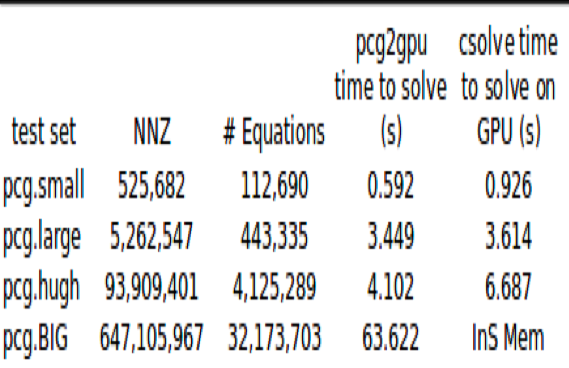 pcg2gpu csolve time
time to solve to solve on
test set NNZ # Equations (s) GPU (s)
pcg.small 525,682 112,690 0.592 0.926
pcg.large 5,262,547 443,335 3.449 3.614
pcg.hugh 93,909,401 4,125,289 4.102 6.687
pcg.BIG 647,105,967 32,173,703 63.622 InS Mem